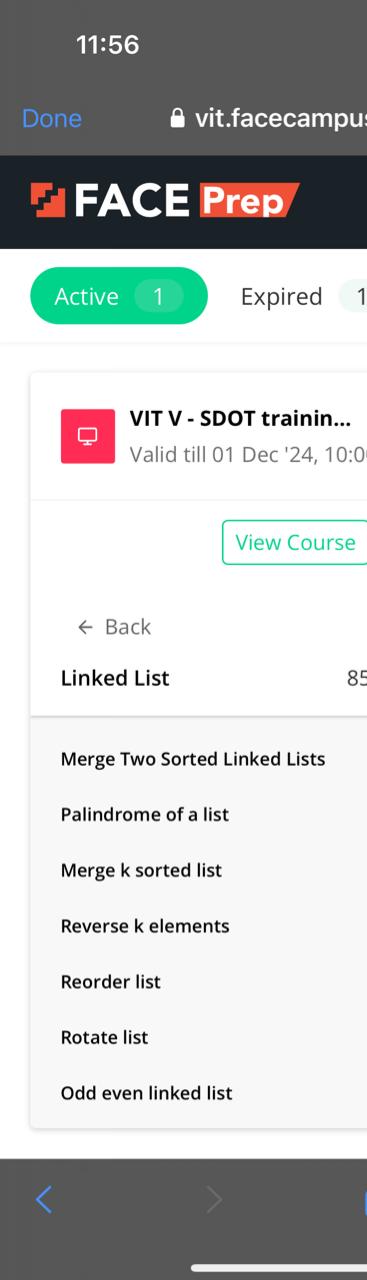 11:56
Done
vit.facecampus
FACE Prep
Active 1
Expired 1
VIT V - SDOT trainin...
Valid till 01 Dec '24, 10:0
View Course
← Back
Linked List 85
Merge Two Sorted Linked Lists
Palindrome of a list
Merge k sorted list
Reverse k elements
Reorder list
Rotate list
Odd even linked list